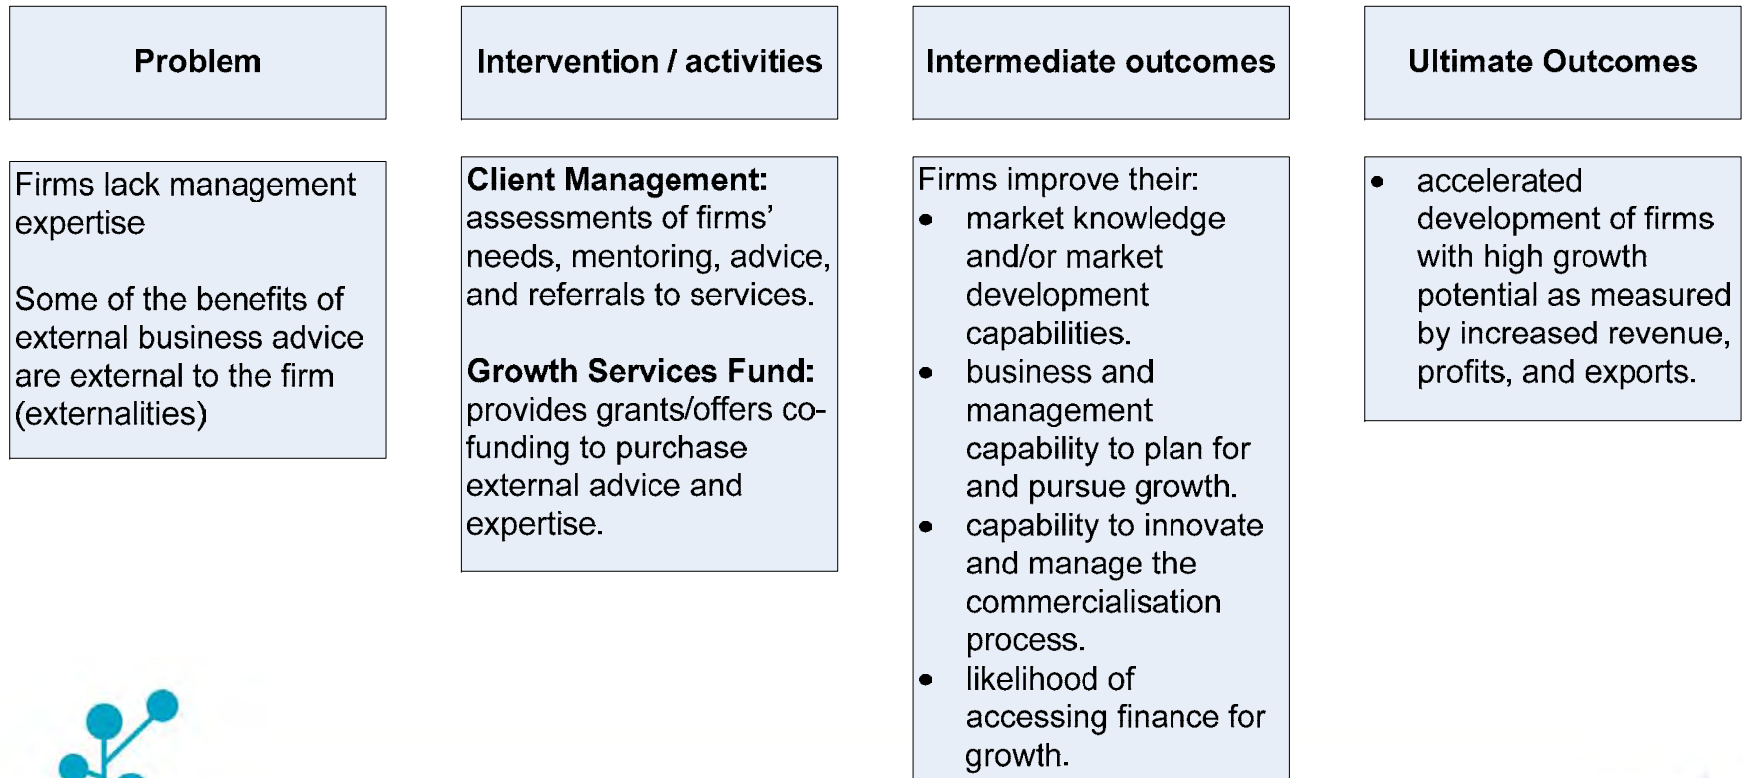 Problem
Intervention / activities
Intermediate outcomes
Ultimate Outcomes
Firms lack management
expertise
Some of the benefits of
external business advice
are external to the firm
(externalities)
Client Management:
assessments of firms’
needs, mentoring, advice,
and referrals to services.
Growth Services Fund:
provides grants/offers co-
funding to purchase
external advice and
expertise.
Firms improve their:
• market knowledge
and/or market
development
capabilities.
• business and
management
capability to plan for
and pursue growth.
• capability to innovate
and manage the
commercialisation
process.
• likelihood of
accessing finance for
growth.
• accelerated
development of firms
with high growth
potential as measured
by increased revenue,
profits, and exports.